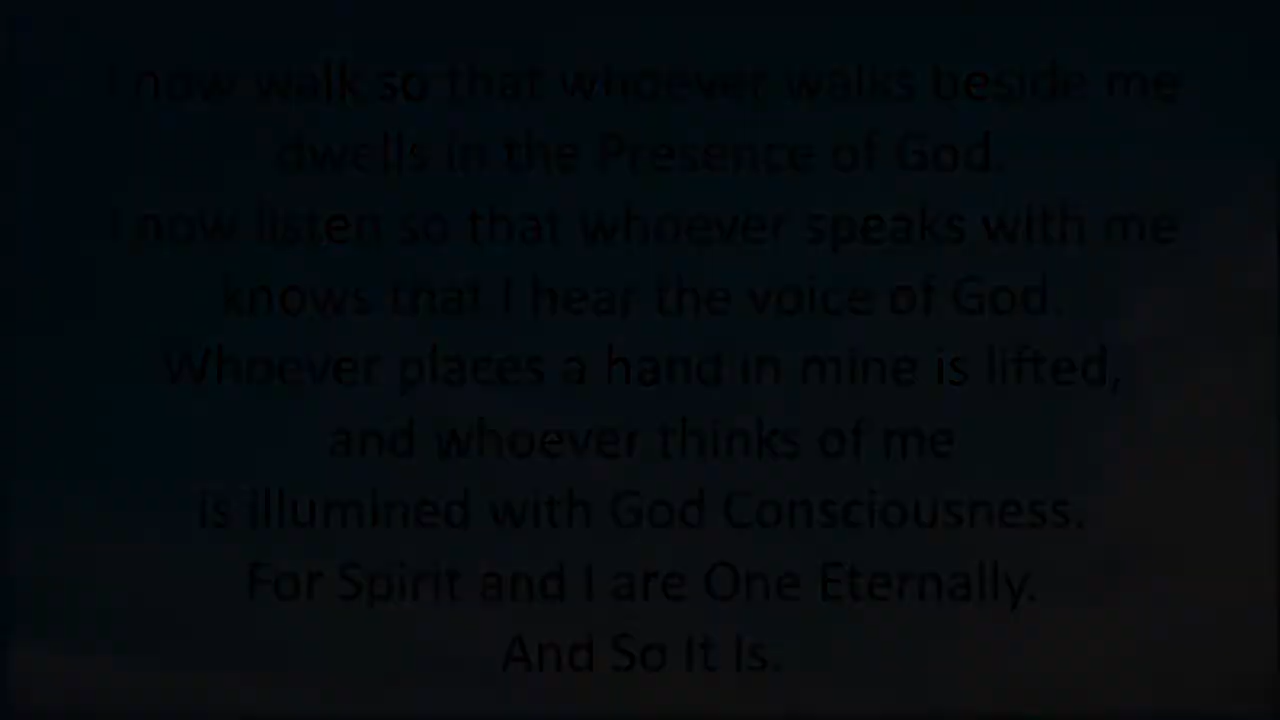 I now walk so that whoever walks beside me
dwells in the Presence of God.
I now listen so that whoever speaks with me
knows that I hear the voice of God.
Whoever places a hand in mine is lifted,
and whoever thinks of me
is illumined with God Consciousness.
For Spirit and I are One Eternally.
And So It Is.